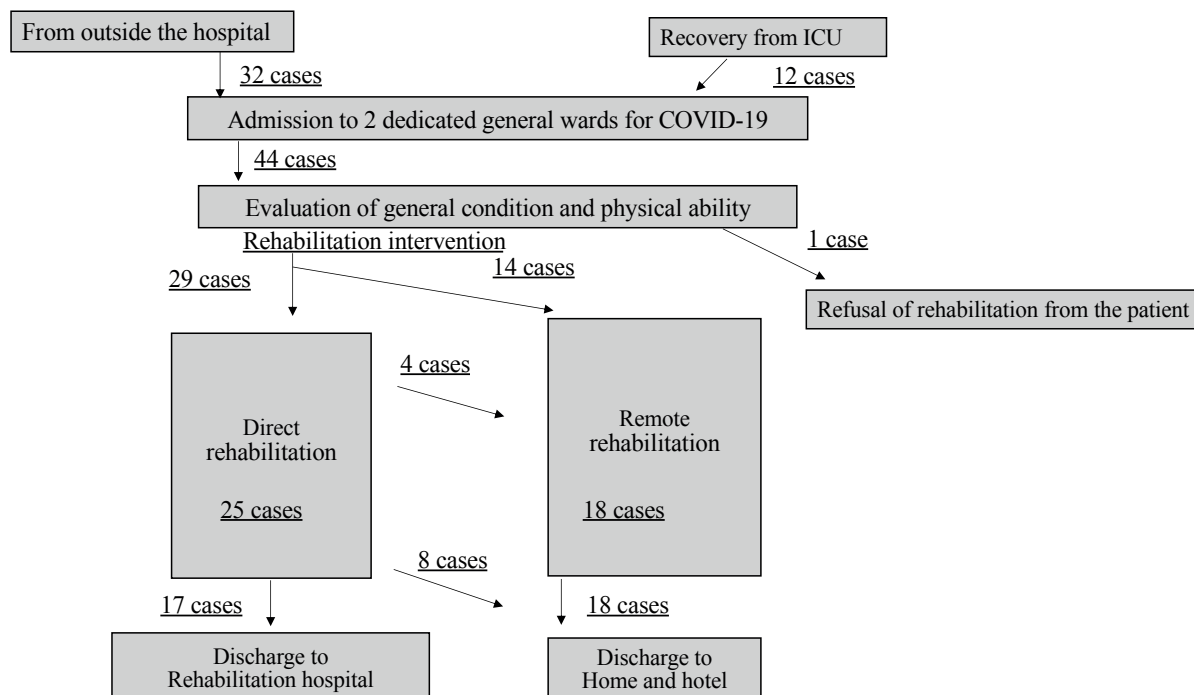 From outside the hospital
Recovery from ICU
32 cases
12 cases
Admission to 2 dedicated general wards for COVID-19
44 cases
Evaluation of general condition and physical ability
Rehabilitation intervention
1 case
29 cases
14 cases
Refusal of rehabilitation from the patient
4 cases
Direct
rehabilitation
25 cases
Remote
rehabilitation
18 cases
8 cases
17 cases
18 cases
Discharge to
Rehabilitation hospital
Discharge to
Home and hotel